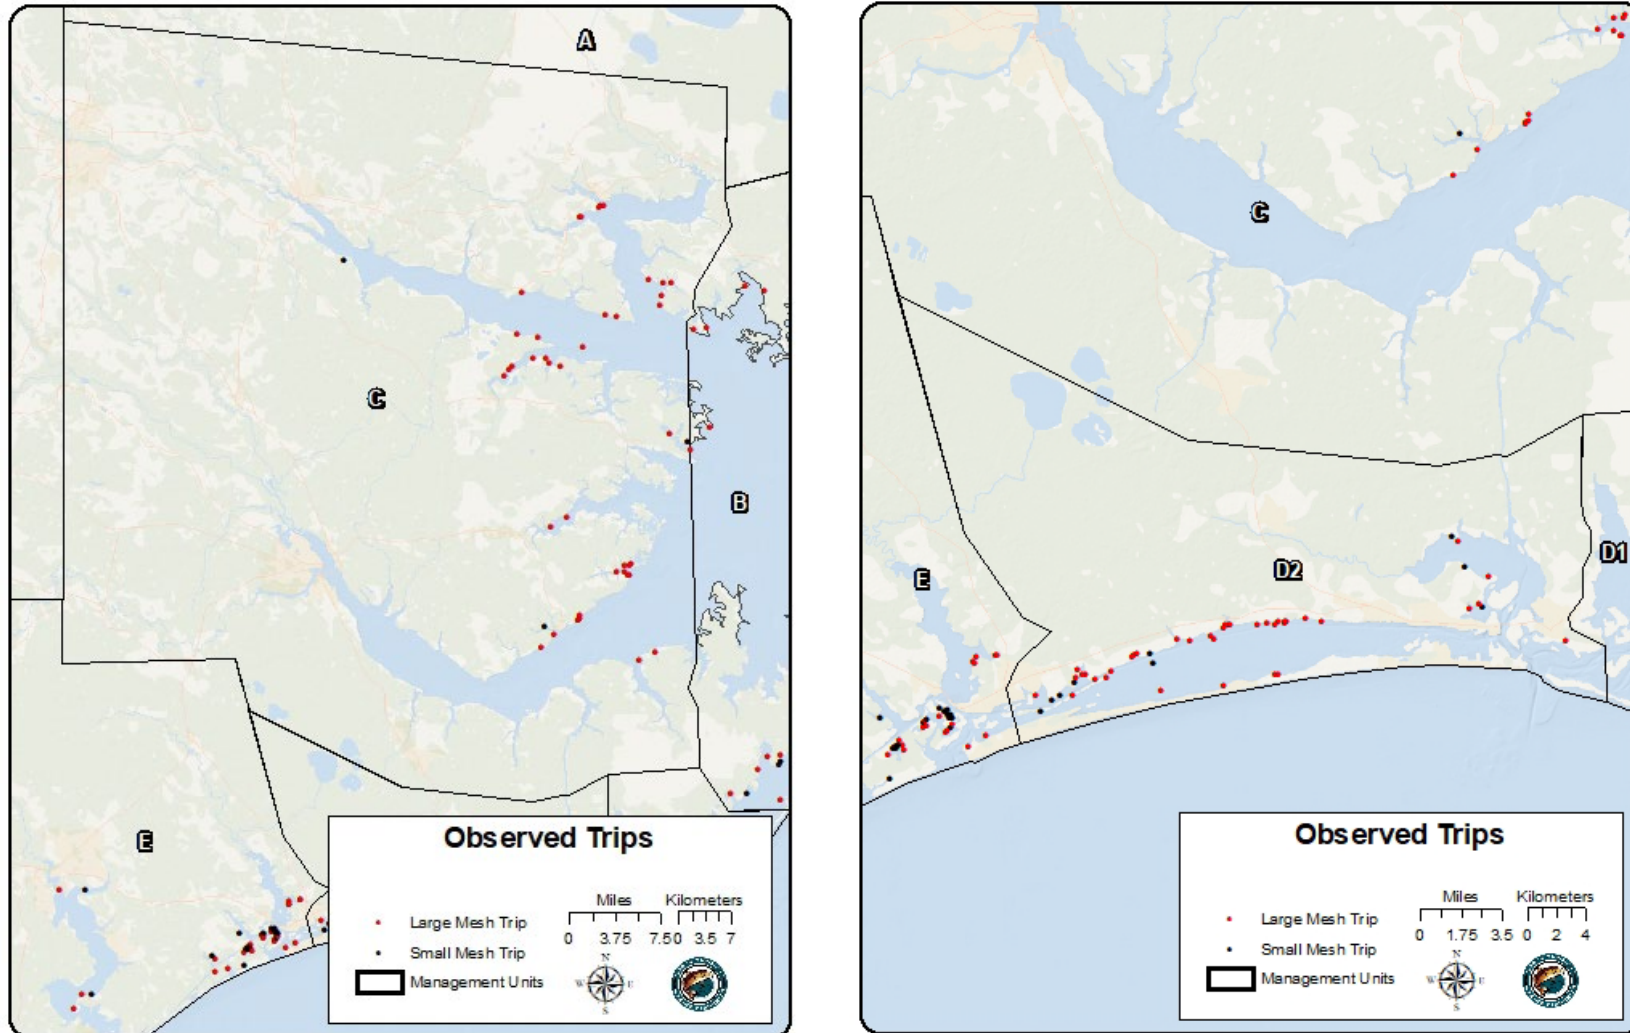 A
C
B
E
Observed Trips
Miles Kilometers
Large Mesh Trip
0 3.75 7.50 3.5 7
Small Mesh Trip
N
W E
S
Management Units
C
E
D2
D1
Observed Trips
Miles Kilometers
Large Mesh Trip
0 1.75 3.5 0 2 4
Small Mesh Trip
N
W E
S
Management Units